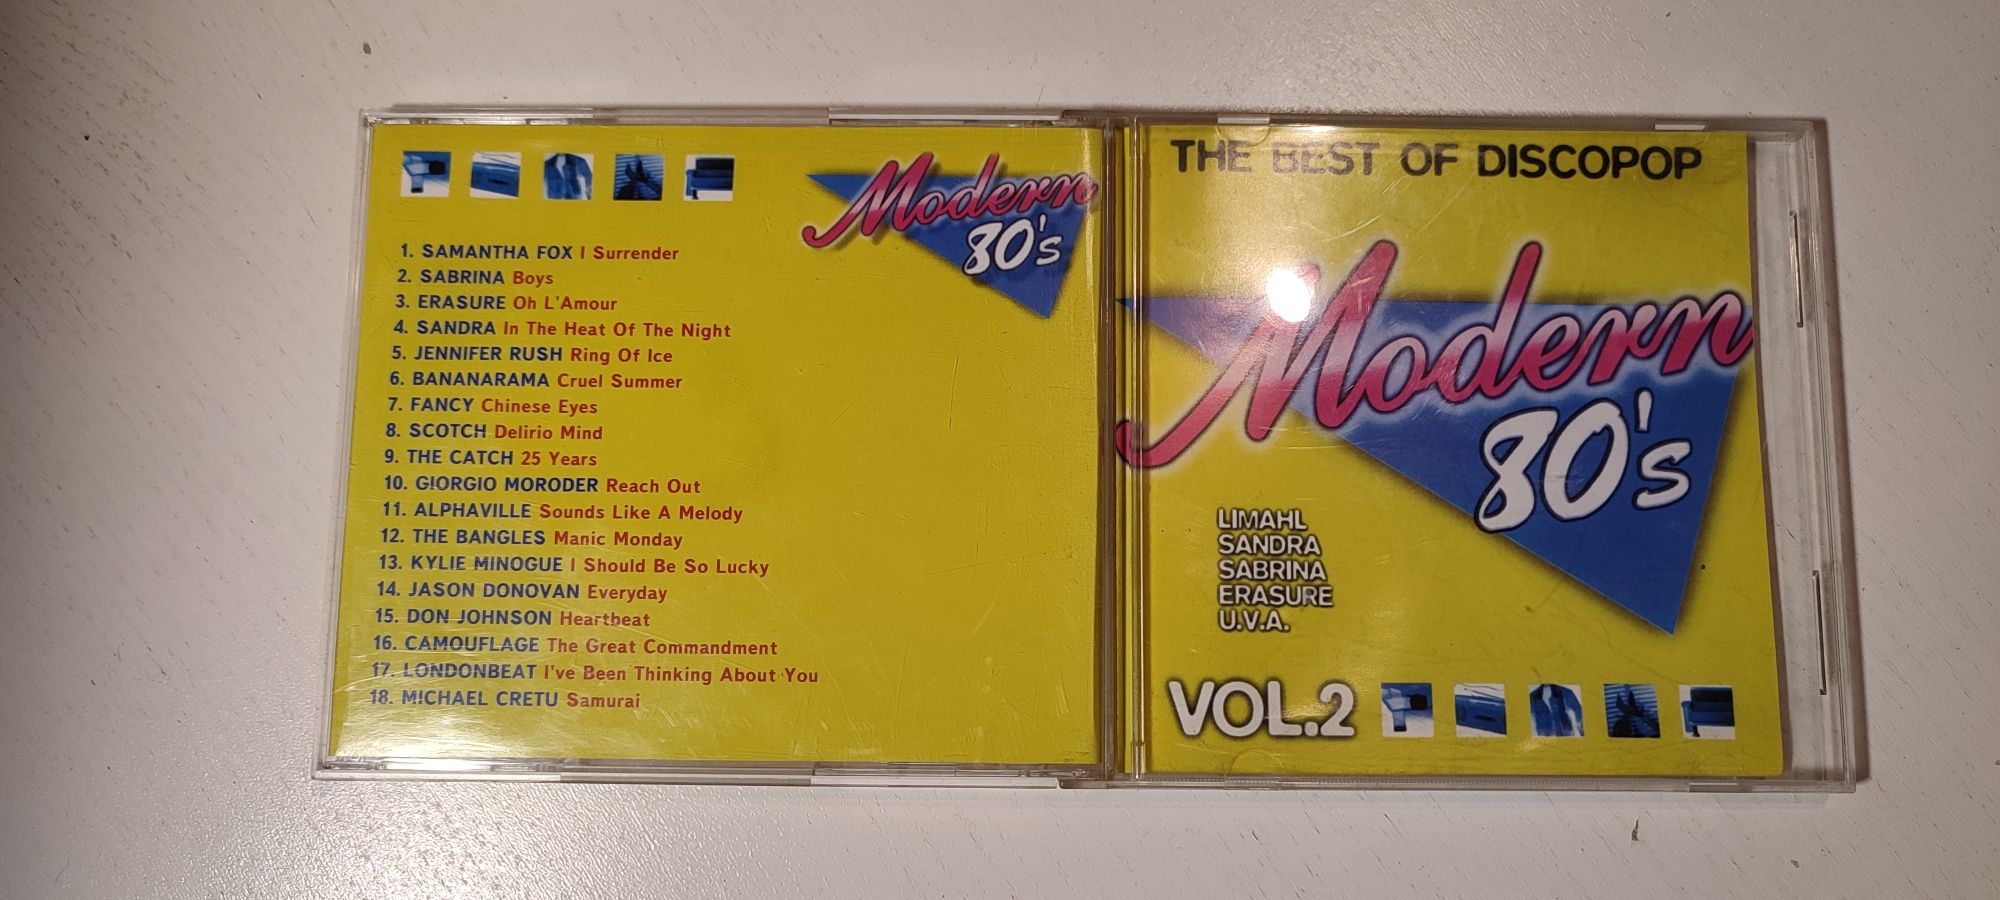 Modern
80's
1. SAMANTHA FOX I Surrender
2. SABRINA Boys
3. ERASURE Oh L'Amour
4. SANDRA In The Heat Of The Night
5. JENNIFER RUSH Ring Of Ice
6. BANANARAMA Cruel Summer
7. FANCY Chinese Eyes
8. SCOTCH Delirio Mind
9. THE CATCH 25 Years
10. GIORGIO MORODER Reach Out
11. ALPHAVILLE Sounds Like A Melody
12. THE BANGLES Manic Monday
13. KYLIE MINOGUE I Should Be So Lucky
14. JASON DONOVAN Everyday
15. DON JOHNSON Heartbeat
16. CAMOUFLAGE The Great Commandment
17. LONDONBEAT I've Been Thinking About You
18. MICHAEL CRETU Samurai
THE BEST OF DISCOPOP
Modern
80's
LIMAHL
SANDRA
SABRINA
ERASURE
U.V.A.
VOL.2